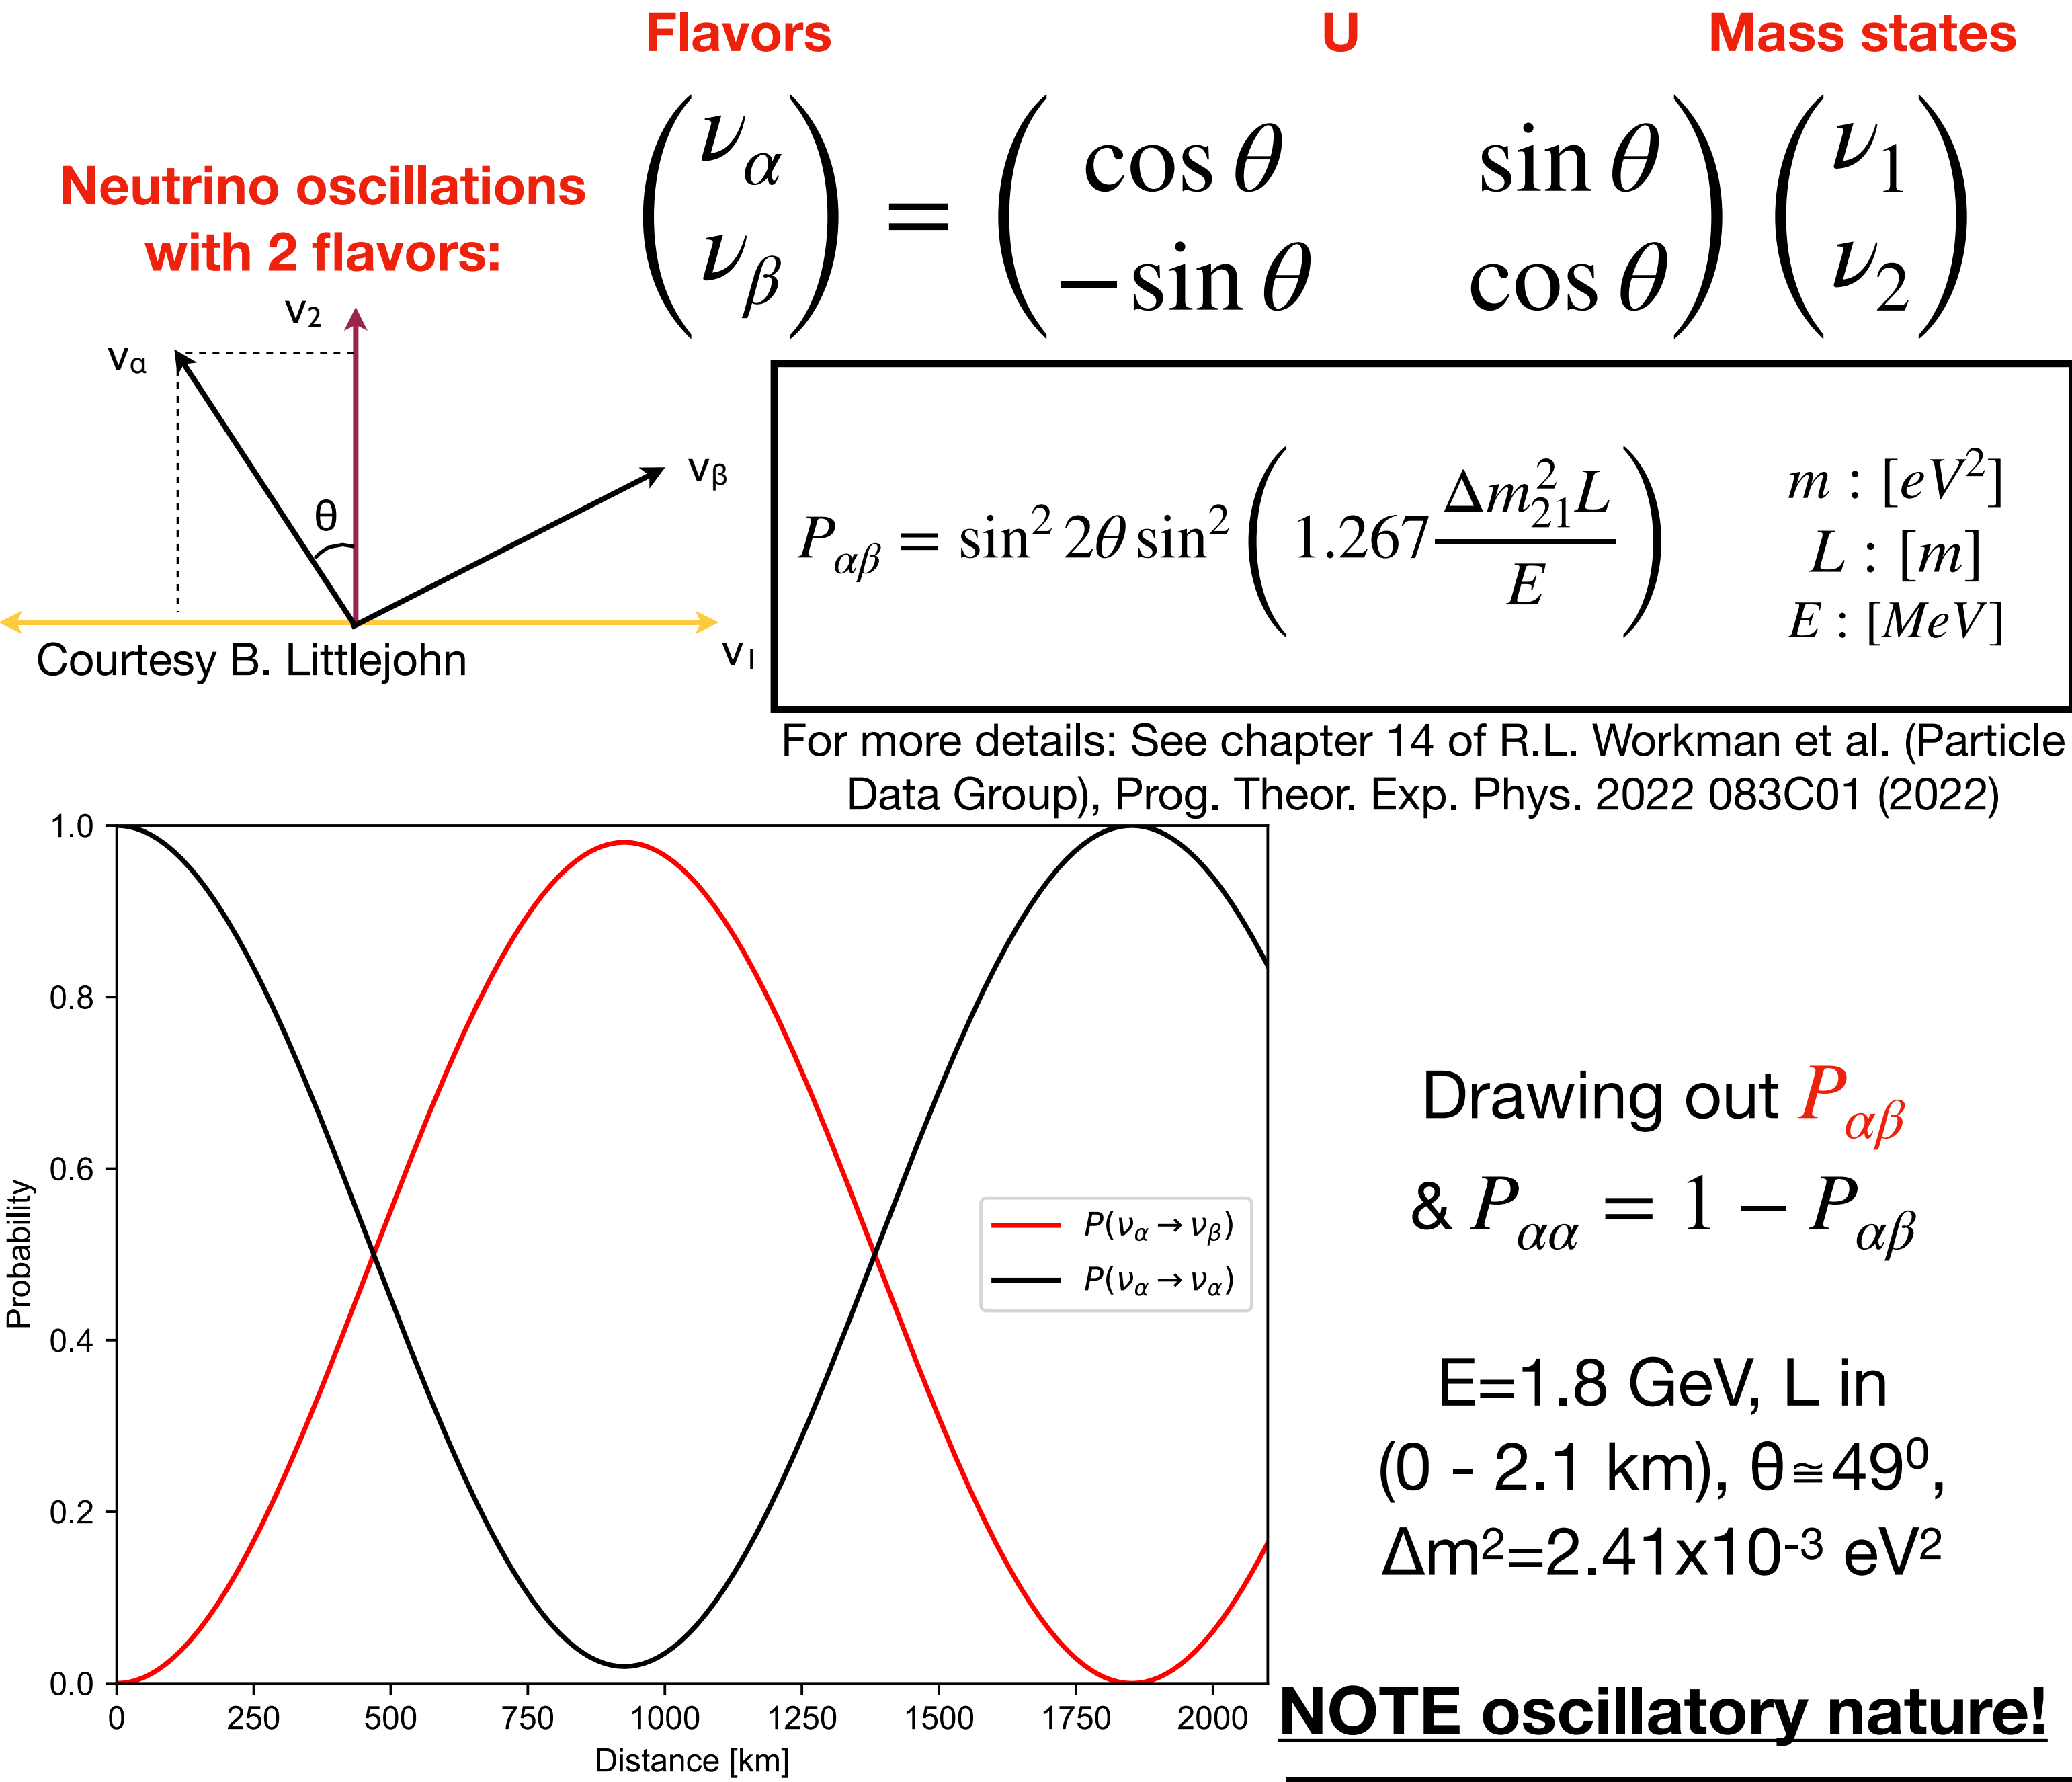 Flavors U Mass states
Neutrino oscillations
with 2 flavors:
(ν_α ν_β) = (cos θ sin θ −sin θ cos θ) (ν_1 ν_2)
ν2
να
νβ
θ
ν1
Courtesy B. Littlejohn
P_αβ = sin² 2θ sin² (1.267 Δm²_21 L / E)
m : [eV²]
L : [m]
E : [MeV]
For more details: See chapter 14 of R.L. Workman et al. (Particle
Data Group), Prog. Theor. Exp. Phys. 2022 083C01 (2022)
1.0
0.8
0.6
0.4
0.2
0.0
Probability
P(ν_α → ν_β)
P(ν_α → ν_α)
0 250 500 750 1000 1250 1500 1750 2000
Distance [km]
Drawing out P_αβ
& P_αα = 1 − P_αβ
E=1.8 GeV, L in
(0 - 2.1 km), θ≅49⁰,
Δm²=2.41x10⁻³ eV²
NOTE oscillatory nature!